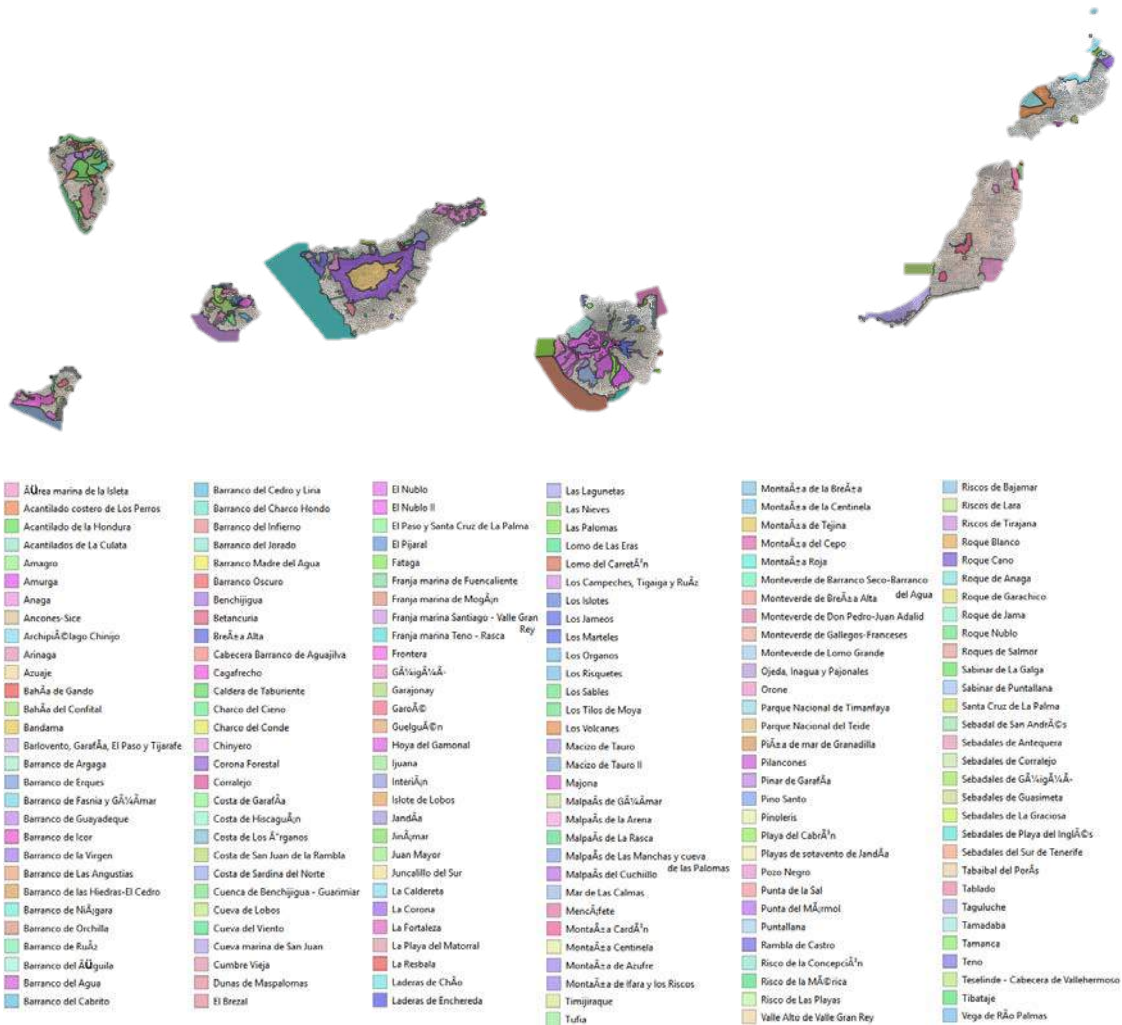 ÃÜrea marina de la Isleta
Acantilado costero de Los Perros
Acantilado de la Hondura
Acantilados de La Culata
Amagro
Amurga
Anaga
Ancones-Sice
ArchipiÃ©lago Chinijo
Arinaga
Azuaje
BahÃ­a de Gando
BahÃ­a del Confital
Bandama
Barlovento, GarafÃ­a, El Paso y Tijarafe
Barranco de Argaga
Barranco de Erques
Barranco de Fasnia y GÃ¼Ã­mar
Barranco de Guayadeque
Barranco de Icor
Barranco de la Virgen
Barranco de Las Angustias
Barranco de las Hiedras-El Cedro
Barranco de NiÃ¡gara
Barranco de Orchilla
Barranco de RuÃ­z
Barranco del ÃÜguila
Barranco del Agua
Barranco del Cabrito
Barranco del Cedro y Liria
Barranco del Charco Hondo
Barranco del Infierno
Barranco del Jorado
Barranco Madre del Agua
Barranco Oscuro
Benchijigua
Betancuria
BreÃ±a Alta
Cabecera Barranco de Aguajilva
Cagafrecho
Caldera de Taburiente
Charco del Cieno
Charco del Conde
Chinyero
Corona Forestal
Corralejo
Costa de GarafÃ­a
Costa de HiscaguÃ¡n
Costa de Los Ã“rganos
Costa de San Juan de la Rambla
Costa de Sardina del Norte
Cuenca de Benchijigua - Guarimiar
Cueva de Lobos
Cueva del Viento
Cueva marina de San Juan
Cumbre Vieja
Dunas de Maspalomas
El Brezal
El Nublo
El Nublo II
El Paso y Santa Cruz de La Palma
El Pijaral
Fataga
Franja marina de Fuencaliente
Franja marina de MogÃ¡n
Franja marina Santiago - Valle Gran
Rey
Franja marina Teno - Rasca
Frontera
GÃ¼igÃ¼Ã­
Garajonay
GaroÃ©
GuelguÃ©n
Hoya del Gamonal
Ijuana
InteriÃ¡n
Islote de Lobos
JandÃ­a
JinÃ¡mar
Juan Mayor
Juncalillo del Sur
La Caldereta
La Corona
La Fortaleza
La Playa del Matorral
La Resbala
Laderas de ChÃ­o
Laderas de Enchereda
Las Lagunetas
Las Nieves
Las Palomas
Lomo de Las Eras
Lomo del CarretÃ³n
Los Campeches, Tigaiga y RuÃ­z
Los Islotes
Los Jameos
Los Marteles
Los Organos
Los Risquetes
Los Sables
Los Tilos de Moya
Los Volcanes
Macizo de Tauro
Macizo de Tauro II
Majona
MalpaÃ­s de GÃ¼Ã­mar
MalpaÃ­s de la Arena
MalpaÃ­s de La Rasca
MalpaÃ­s de Las Manchas y cueva
de las Palomas
MalpaÃ­s del Cuchillo
Mar de Las Calmas
MencÃ¡fete
MontaÃ±a CardÃ³n
MontaÃ±a Centinela
MontaÃ±a de Azufre
MontaÃ±a de Ifara y los Riscos
Timijiraque
Tufia
MontaÃ±a de la BreÃ±a
MontaÃ±a de la Centinela
MontaÃ±a de Tejina
MontaÃ±a del Cepo
MontaÃ±a Roja
Monteverde de Barranco Seco-Barranco
del Agua
Monteverde de BreÃ±a Alta
Monteverde de Don Pedro-Juan Adalid
Monteverde de Gallegos-Franceses
Monteverde de Lomo Grande
Ojeda, Inagua y Pajonales
Orone
Parque Nacional de Timanfaya
Parque Nacional del Teide
PiÃ±a de mar de Granadilla
Pilancones
Pinar de GarafÃ­a
Pino Santo
Pinoleris
Playa del CabrÃ³n
Playas de sotavento de JandÃ­a
Pozo Negro
Punta de la Sal
Punta del MÃ¡rmol
Puntallana
Rambla de Castro
Risco de la ConcepciÃ³n
Risco de la MÃ©rica
Risco de Las Playas
Valle Alto de Valle Gran Rey
Riscos de Bajamar
Riscos de Lara
Riscos de Tirajana
Roque Blanco
Roque Cano
Roque de Anaga
Roque de Garachico
Roque de Jama
Roque Nublo
Roques de Salmor
Sabinar de La Galga
Sabinar de Puntallana
Santa Cruz de La Palma
Sebadal de San AndrÃ©s
Sebadales de Antequera
Sebadales de Corralejo
Sebadales de GÃ¼igÃ¼Ã­
Sebadales de Guasimeta
Sebadales de La Graciosa
Sebadales de Playa del InglÃ©s
Sebadales del Sur de Tenerife
Tabaibal del PorÃ­s
Tablado
Taguluche
Tamadaba
Tamanca
Teno
Teselinde - Cabecera de Vallehermoso
Tibataje
Vega de RÃ­o Palmas